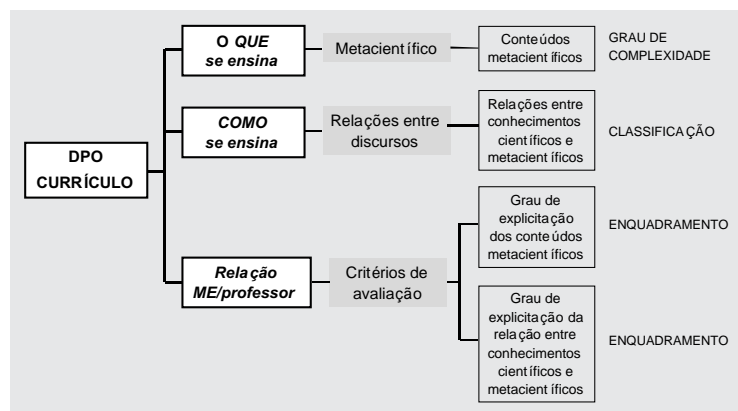 O QUE
se ensina
Metacientífico
Conteúdos
metacientíficos
GRAU DE
COMPLEXIDADE
COMO
se ensina
Relações entre
discursos
Relações entre
conhecimentos
científicos e
metacientíficos
CLASSIFICAÇÃO
DPO
CURRÍCULO
Relação
ME/professor
Critérios de
avaliação
Grau de
explicitação
dos conteúdos
metacientíficos
ENQUADRAMENTO
Grau de
explicitação da
relação entre
conhecimentos
científicos e
metacientíficos
ENQUADRAMENTO